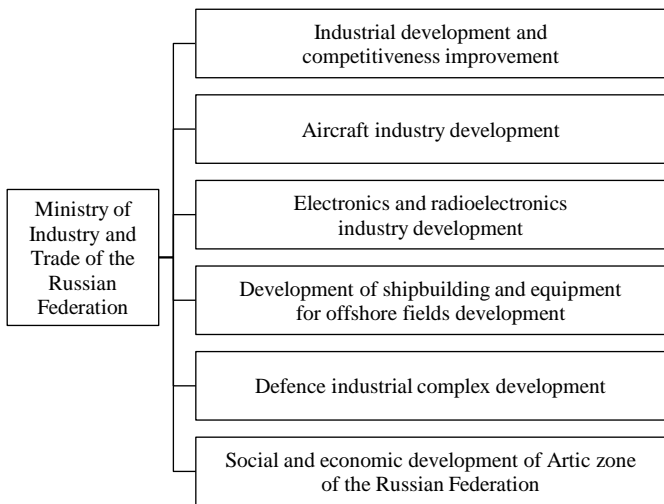 Industrial development and
competitiveness improvement
Aircraft industry development
Ministry of
Industry and
Trade of the
Russian
Federation
Electronics and radioelectronics
industry development
Development of shipbuilding and equipment
for offshore fields development
Defence industrial complex development
Social and economic development of Artic zone
of the Russian Federation